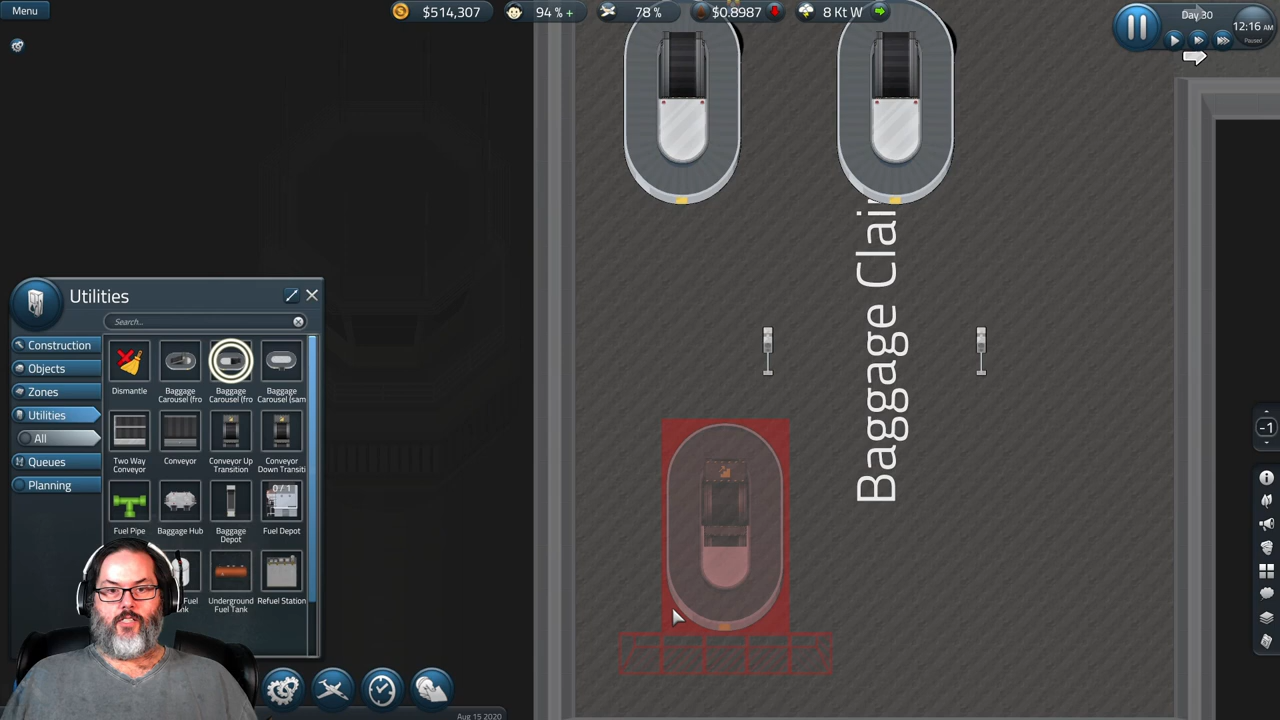 Menu
$514,307
94 % +
78 %
$0.8987
8 Kt W
Day 30
12:16 AM
Paused
Baggage Clai
Utilities
Search...
Construction
Objects
Zones
Utilities
All
Queues
Planning
Dismantle
Baggage Carousel (fro
Baggage Carousel (fro
Baggage Carousel (sam
Two Way Conveyor
Conveyor
Conveyor Up Transition
Conveyor Down Transiti
0 / 1
Fuel Pipe
Baggage Hub
Baggage Depot
Fuel Depot
Fuel
nk
Underground Fuel Tank
Refuel Station
-1
Aug 15 2020